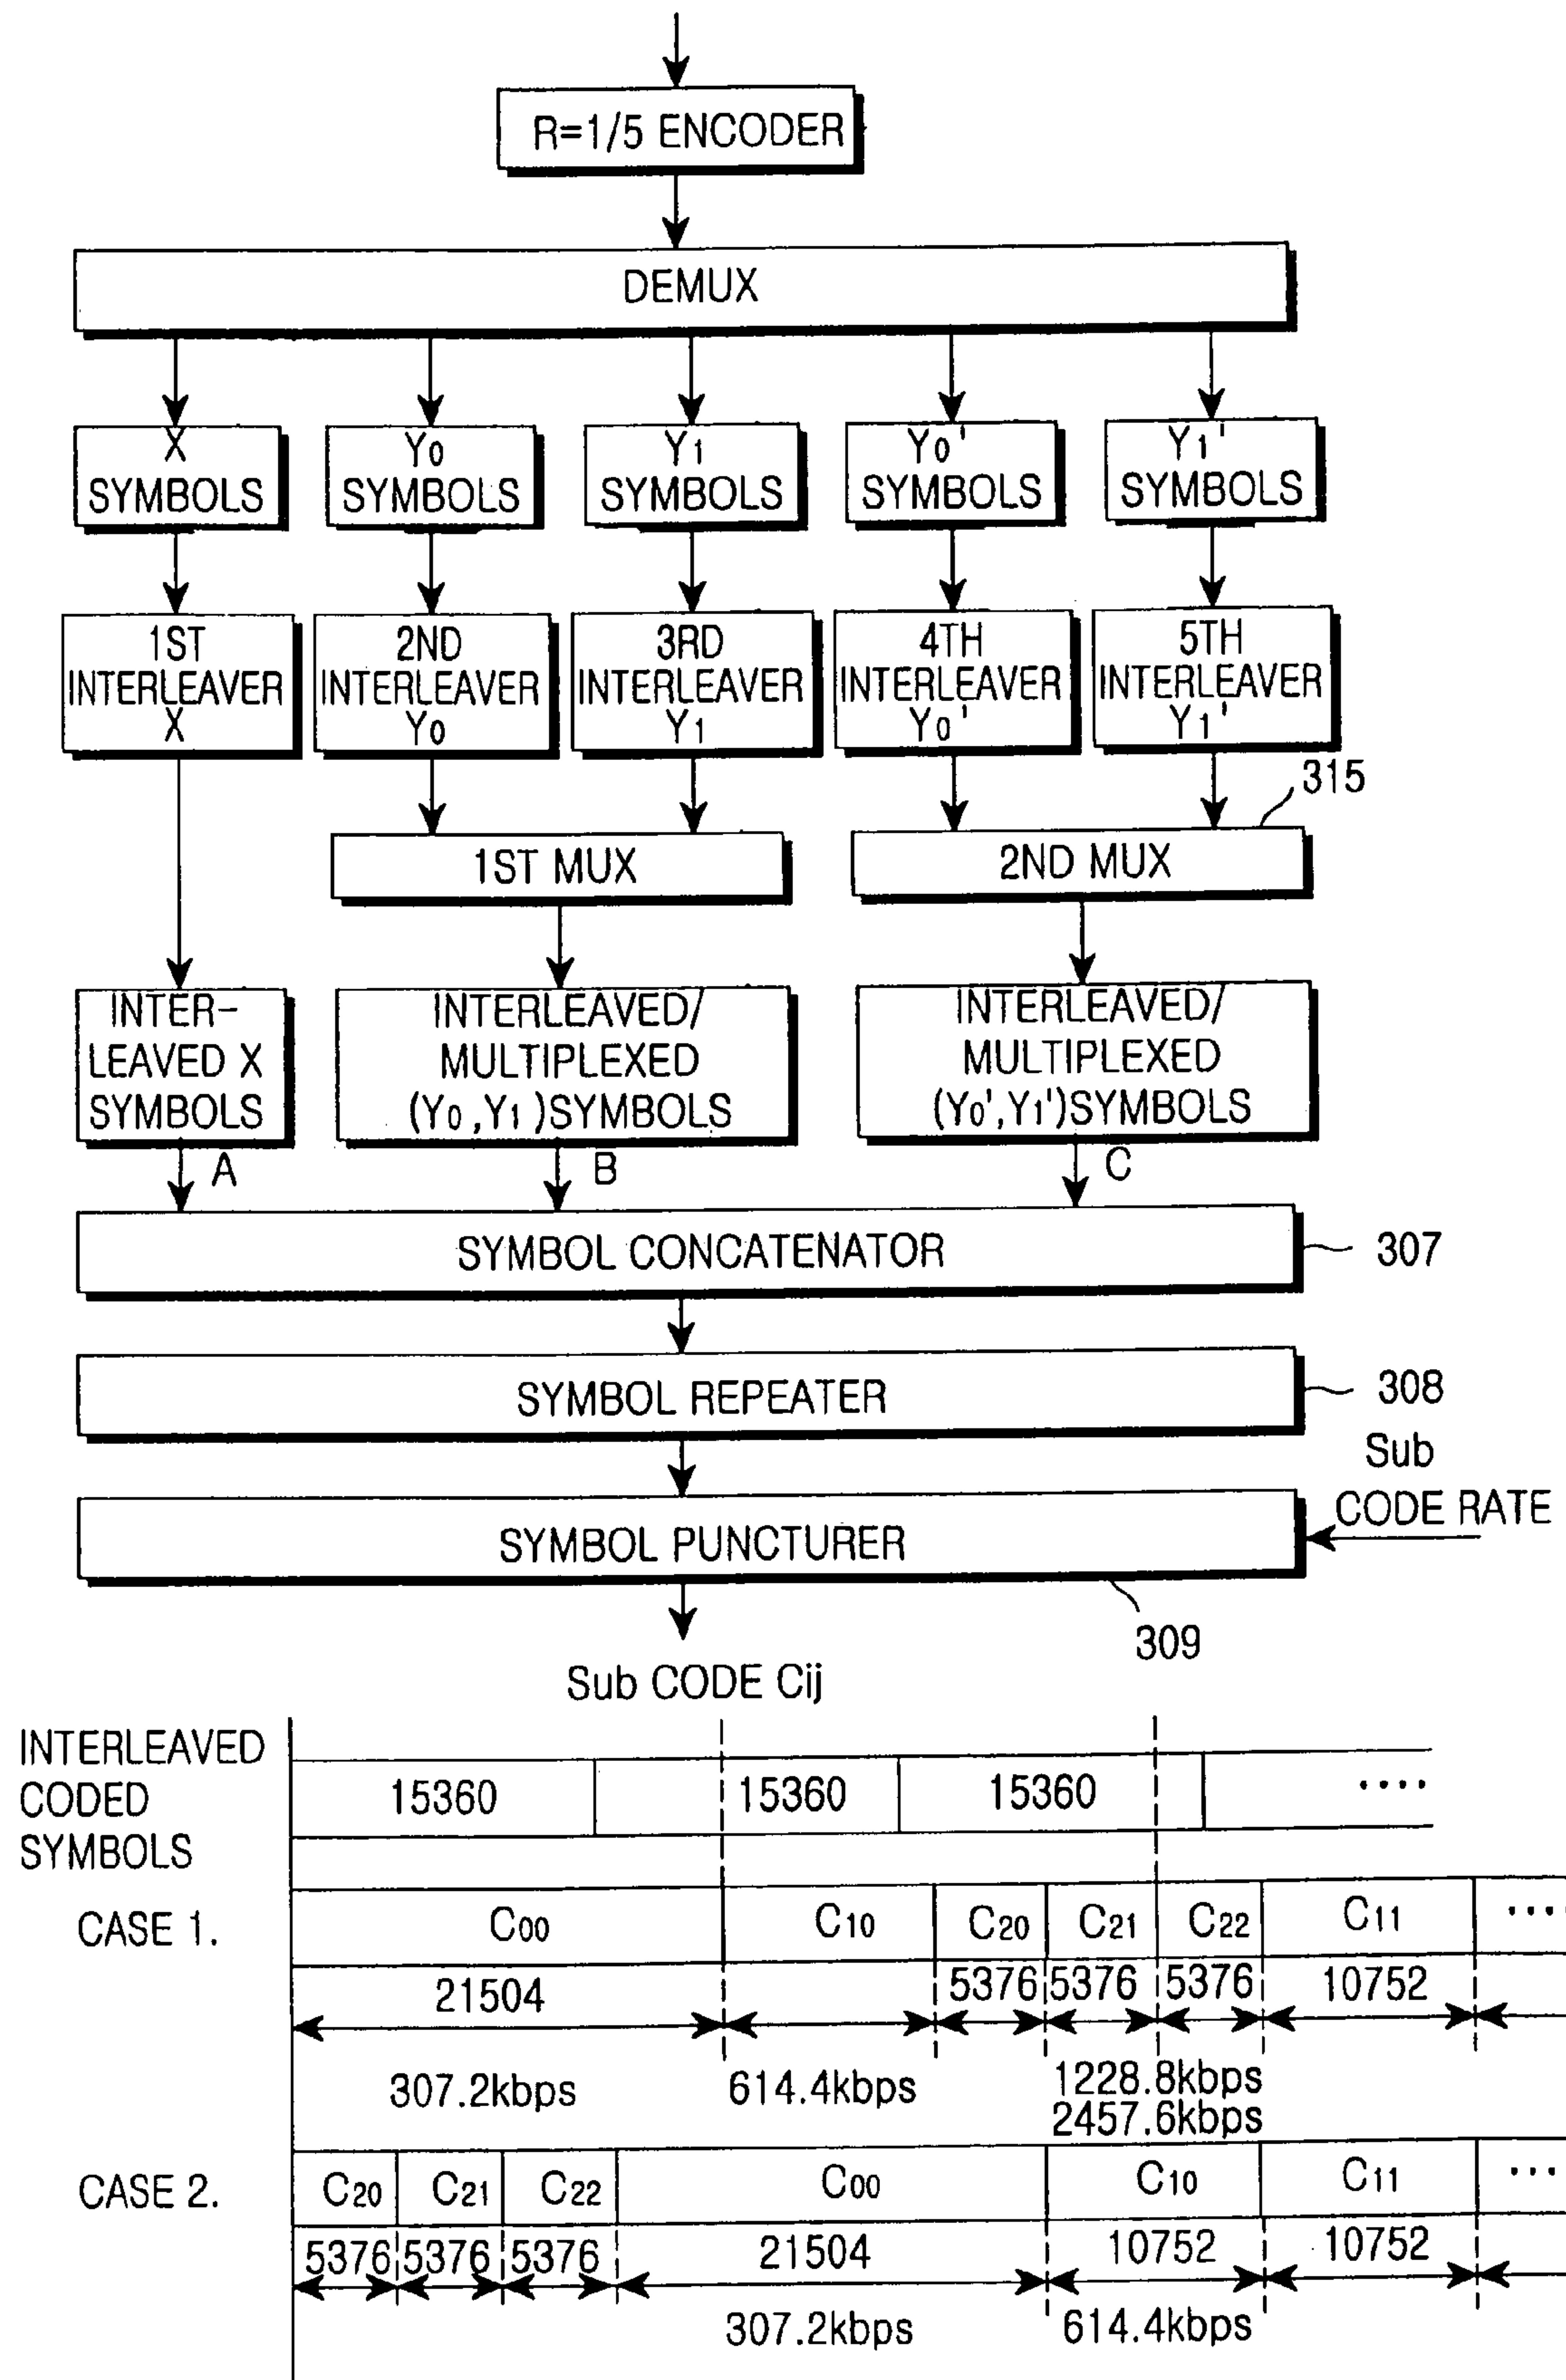 R=1/5 ENCODER
DEMUX
X
SYMBOLS
Y0
SYMBOLS
Y1
SYMBOLS
Y0'
SYMBOLS
Y1'
SYMBOLS
1ST
INTERLEAVER
X
2ND
INTERLEAVER
Y0
3RD
INTERLEAVER
Y1
4TH
INTERLEAVER
Y0'
5TH
INTERLEAVER
Y1'
315
1ST MUX
2ND MUX
INTER-
LEAVED X
SYMBOLS
INTERLEAVED/
MULTIPLEXED
(Y0,Y1)SYMBOLS
INTERLEAVED/
MULTIPLEXED
(Y0',Y1')SYMBOLS
A
B
C
SYMBOL CONCATENATOR
307
SYMBOL REPEATER
308
Sub
CODE RATE
SYMBOL PUNCTURER
309
Sub CODE Cij
INTERLEAVED
CODED
SYMBOLS
15360
15360
15360
....
CASE 1.
C00
C10
C20
C21
C22
C11
....
21504
5376
5376
5376
10752
307.2kbps
614.4kbps
1228.8kbps
2457.6kbps
CASE 2.
C20
C21
C22
C00
C10
C11
...
5376
5376
5376
21504
10752
10752
307.2kbps
614.4kbps